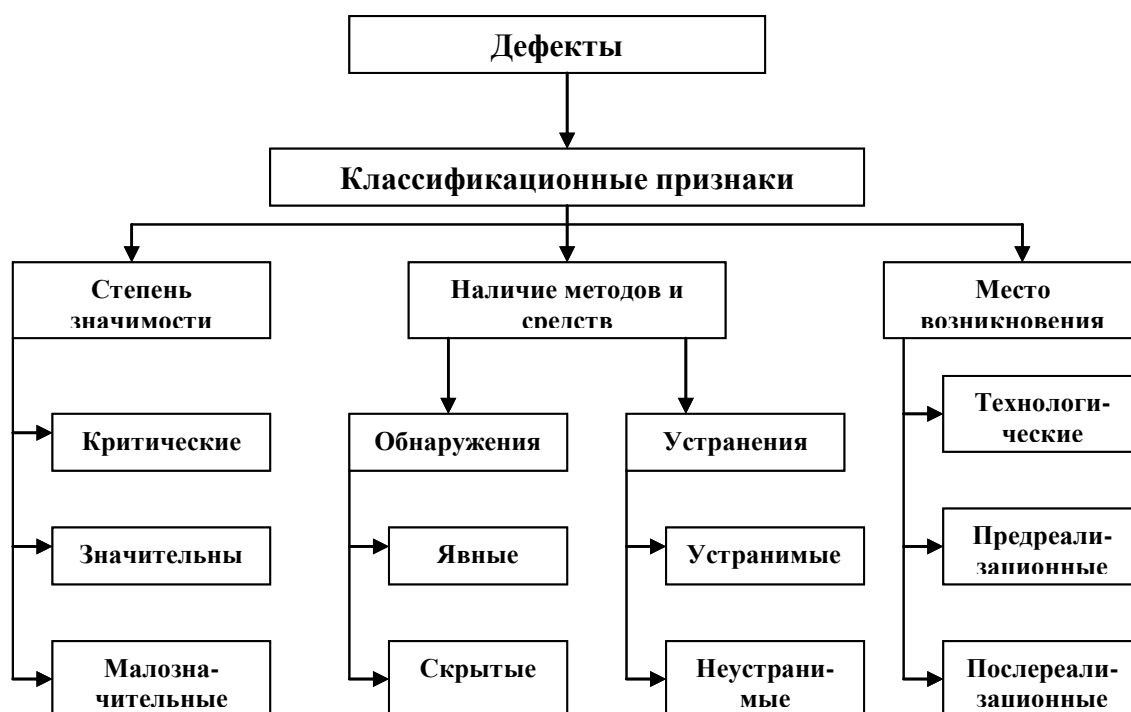 Дефекты
Классификационные признаки
Степень
значимости
Наличие методов и
средств
Место
возникновения
Критические
Обнаружения
Устранения
Технологи-
ческие
Значительны
Явные
Устранимые
Предреали-
зационные
Малозна-
чительные
Скрытые
Неустрани-
мые
Послереали-
зационные